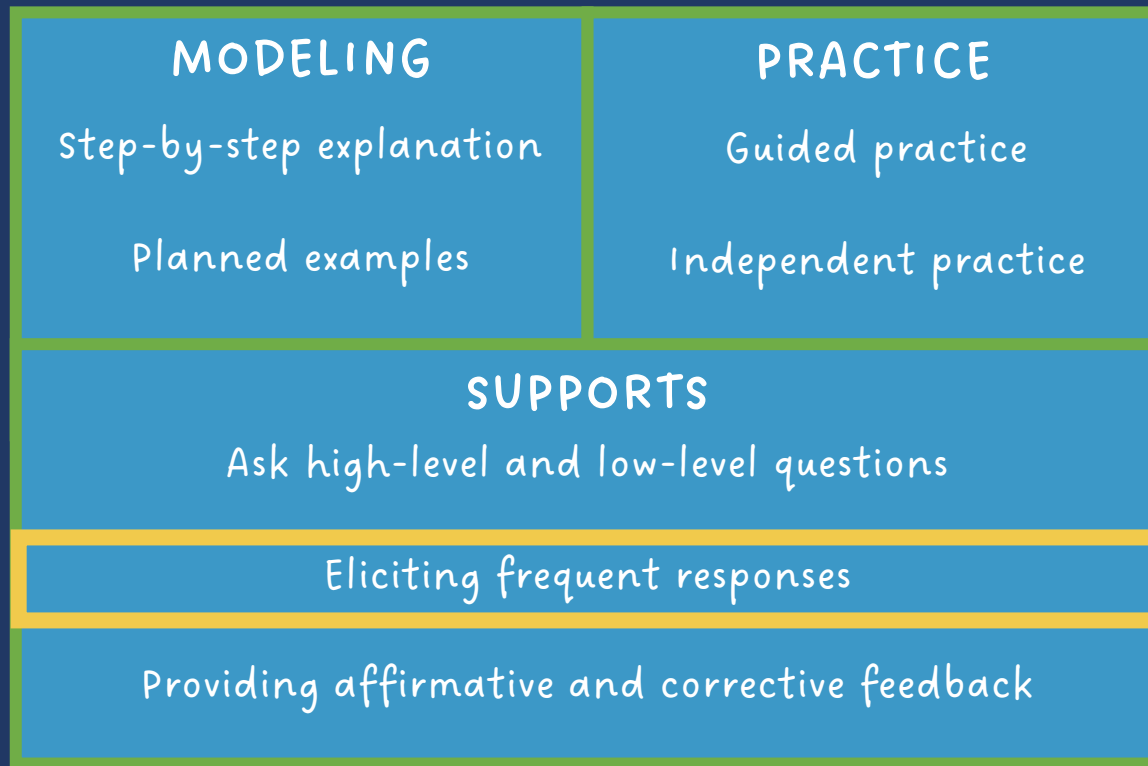 MODELING
Step-by-step explanation
Planned examples
PRACTICE
Guided practice
Independent practice
SUPPORTS
Ask high-level and low-level questions
Eliciting frequent responses
Providing affirmative and corrective feedback